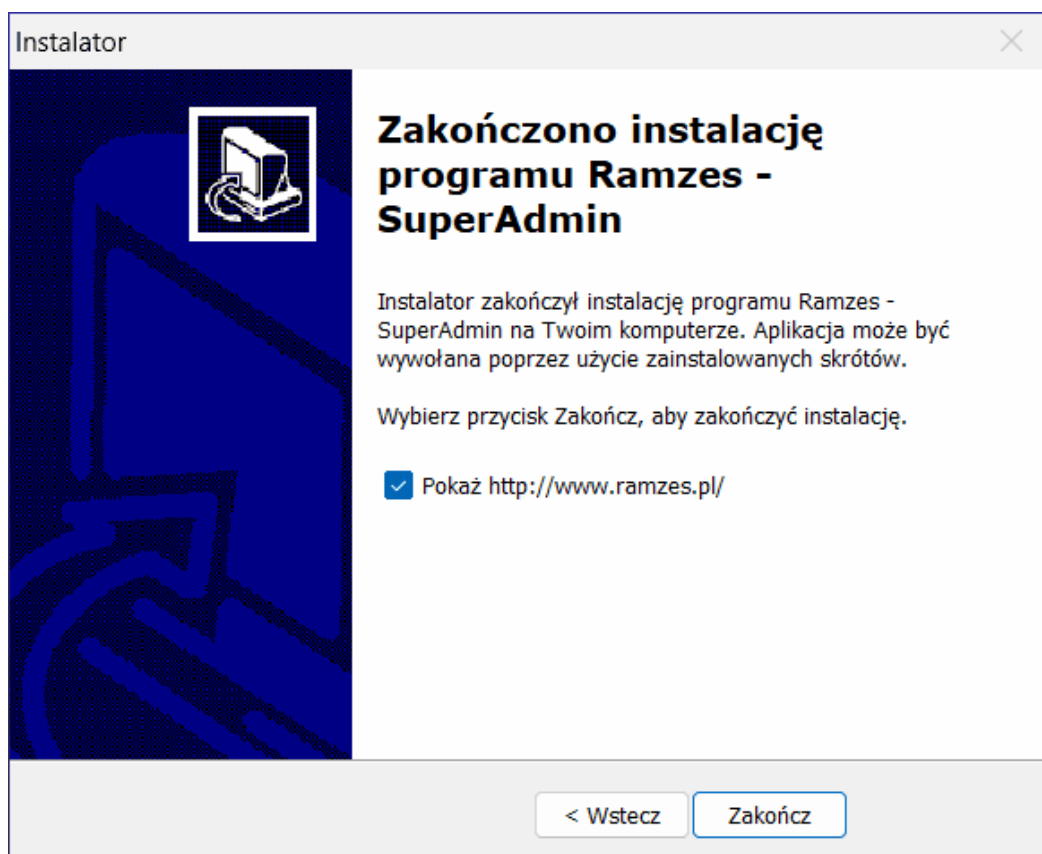 Instalator
Zakończono instalację
programu Ramzes -
SuperAdmin
Instalator zakończył instalację programu Ramzes -
SuperAdmin na Twoim komputerze. Aplikacja może być
wywołana poprzez użycie zainstalowanych skrótów.
Wybierz przycisk Zakończ, aby zakończyć instalację.
Pokaż http://www.ramzes.pl/
< Wstecz
Zakończ